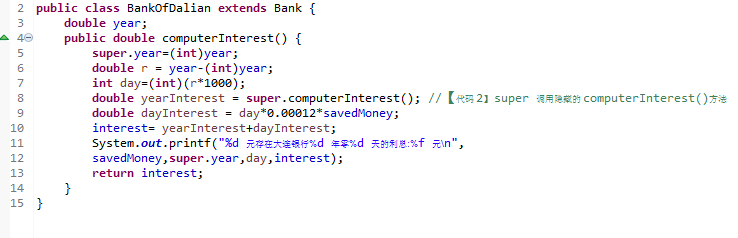 2 public class BankOfDalian extends Bank {
3 double year;
4 public double computerInterest() {
5 super.year=(int)year;
6 double r = year-(int)year;
7 int day=(int)(r*1000);
8 double yearInterest = super.computerInterest(); //【代码2】super 调用隐藏的computerInterest()方法
9 double dayInterest = day*0.00012*savedMoney;
10 interest= yearInterest+dayInterest;
11 System.out.printf("%d 元存在大连银行%d 年零%d 天的利息:%f 元\n",
12 savedMoney,super.year,day,interest);
13 return interest;
14 }
15 }